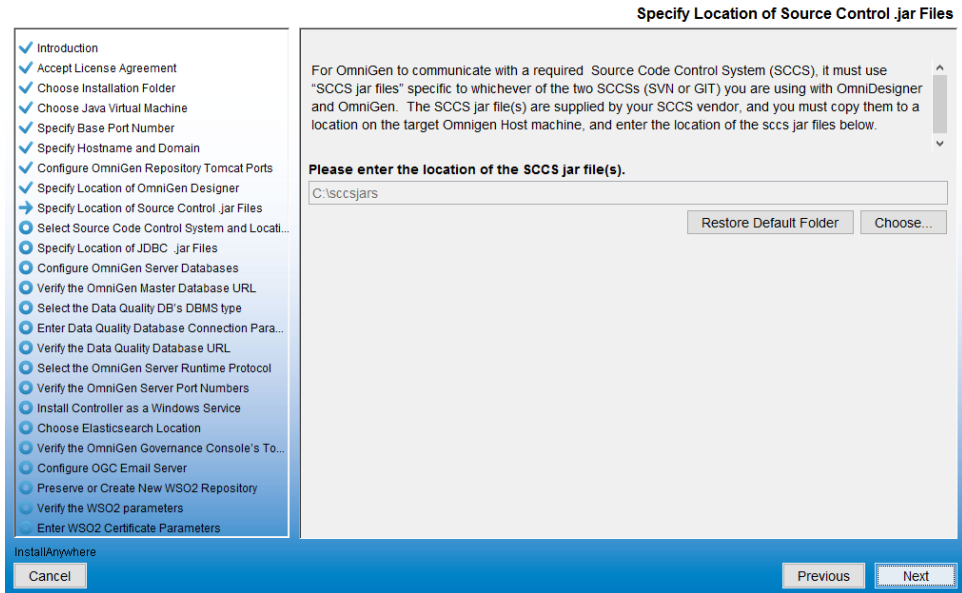 Specify Location of Source Control .jar Files
Introduction
Accept License Agreement
Choose Installation Folder
Choose Java Virtual Machine
Specify Base Port Number
Specify Hostname and Domain
Configure OmniGen Repository Tomcat Ports
Specify Location of OmniGen Designer
Specify Location of Source Control .jar Files
Select Source Code Control System and Locati...
Specify Location of JDBC .jar Files
Configure OmniGen Server Databases
Verify the OmniGen Master Database URL
Select the Data Quality DB's DBMS type
Enter Data Quality Database Connection Para...
Verify the Data Quality Database URL
Select the OmniGen Server Runtime Protocol
Verify the OmniGen Server Port Numbers
Install Controller as a Windows Service
Choose Elasticsearch Location
Verify the OmniGen Governance Console's To...
Configure OGC Email Server
Preserve or Create New WSO2 Repository
Verify the WSO2 parameters
Enter WSO2 Certificate Parameters
For OmniGen to communicate with a required Source Code Control System (SCCS), it must use
“SCCS jar files” specific to whichever of the two SCCSs (SVN or GIT) you are using with OmniDesigner
and OmniGen. The SCCS jar file(s) are supplied by your SCCS vendor, and you must copy them to a
location on the target Omnigen Host machine, and enter the location of the sccs jar files below.
Please enter the location of the SCCS jar file(s).
C:\sccsjars
Restore Default Folder
Choose...
InstallAnywhere
Cancel
Previous
Next